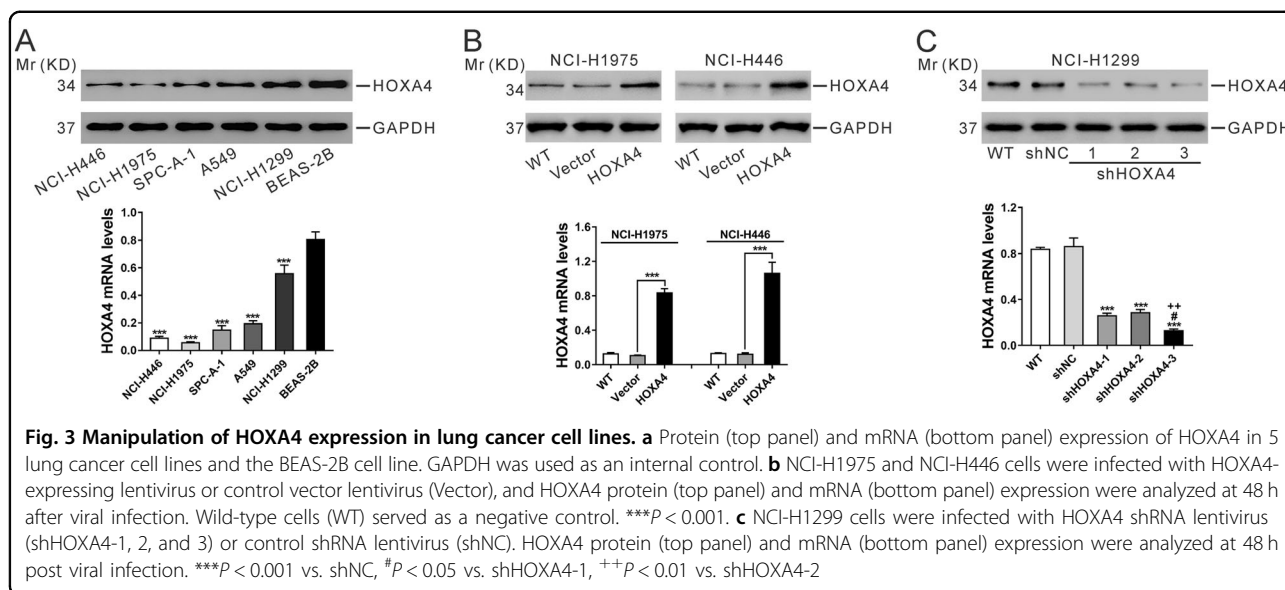 A
Mr (KD)
34
HOXA4
37
GAPDH
NCI-H446
NCI-H1975
SPC-A-1
A549
NCI-H1299
BEAS-2B
HOXA4 mRNA levels
1.0
0.8
0.6
0.4
0.2
0.0
***
***
***
***
***
NCI-H446
NCI-H1975
SPC-A-1
A549
NCI-H1299
BEAS-2B
B
NCI-H1975
NCI-H446
Mr (KD)
34
HOXA4
37
GAPDH
WT
Vector
HOXA4
WT
Vector
HOXA4
HOXA4 mRNA levels
1.6
1.2
0.8
0.4
0.0
NCI-H1975
NCI-H446
***
***
WT
Vector
HOXA4
WT
Vector
HOXA4
C
Mr (KD)
NCI-H1299
34
HOXA4
37
GAPDH
WT
shNC
1
2
3
shHOXA4
HOXA4 mRNA levels
1.2
0.9
0.6
0.3
0.0
***
***
++
#
***
WT
shNC
shHOXA4-1
shHOXA4-2
shHOXA4-3
Fig. 3 Manipulation of HOXA4 expression in lung cancer cell lines. a Protein (top panel) and mRNA (bottom panel) expression of HOXA4 in 5
lung cancer cell lines and the BEAS-2B cell line. GAPDH was used as an internal control. b NCI-H1975 and NCI-H446 cells were infected with HOXA4-
expressing lentivirus or control vector lentivirus (Vector), and HOXA4 protein (top panel) and mRNA (bottom panel) expression were analyzed at 48 h
after viral infection. Wild-type cells (WT) served as a negative control. ***P < 0.001. c NCI-H1299 cells were infected with HOXA4 shRNA lentivirus
(shHOXA4-1, 2, and 3) or control shRNA lentivirus (shNC). HOXA4 protein (top panel) and mRNA (bottom panel) expression were analyzed at 48 h
post viral infection. ***P < 0.001 vs. shNC, #P < 0.05 vs. shHOXA4-1, ++P < 0.01 vs. shHOXA4-2